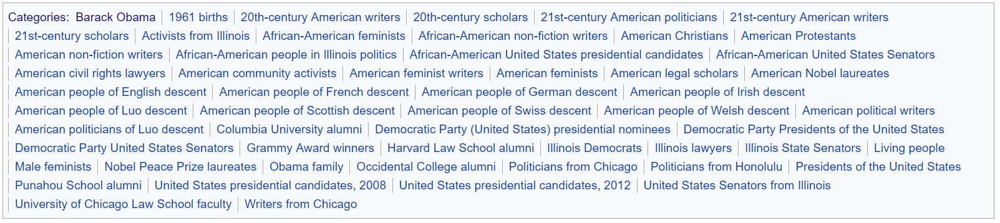 Categories: Barack Obama | 1961 births | 20th-century American writers | 20th-century scholars | 21st-century American politicians | 21st-century American writers
| 21st-century scholars | Activists from Illinois | African-American feminists | African-American non-fiction writers | American Christians | American Protestants
| American non-fiction writers | African-American people in Illinois politics | African-American United States presidential candidates | African-American United States Senators
| American civil rights lawyers | American community activists | American feminist writers | American feminists | American legal scholars | American Nobel laureates
| American people of English descent | American people of French descent | American people of German descent | American people of Irish descent
| American people of Luo descent | American people of Scottish descent | American people of Swiss descent | American people of Welsh descent | American political writers
| American politicians of Luo descent | Columbia University alumni | Democratic Party (United States) presidential nominees | Democratic Party Presidents of the United States
| Democratic Party United States Senators | Grammy Award winners | Harvard Law School alumni | Illinois Democrats | Illinois lawyers | Illinois State Senators | Living people
| Male feminists | Nobel Peace Prize laureates | Obama family | Occidental College alumni | Politicians from Chicago | Politicians from Honolulu | Presidents of the United States
| Punahou School alumni | United States presidential candidates, 2008 | United States presidential candidates, 2012 | United States Senators from Illinois
| University of Chicago Law School faculty | Writers from Chicago